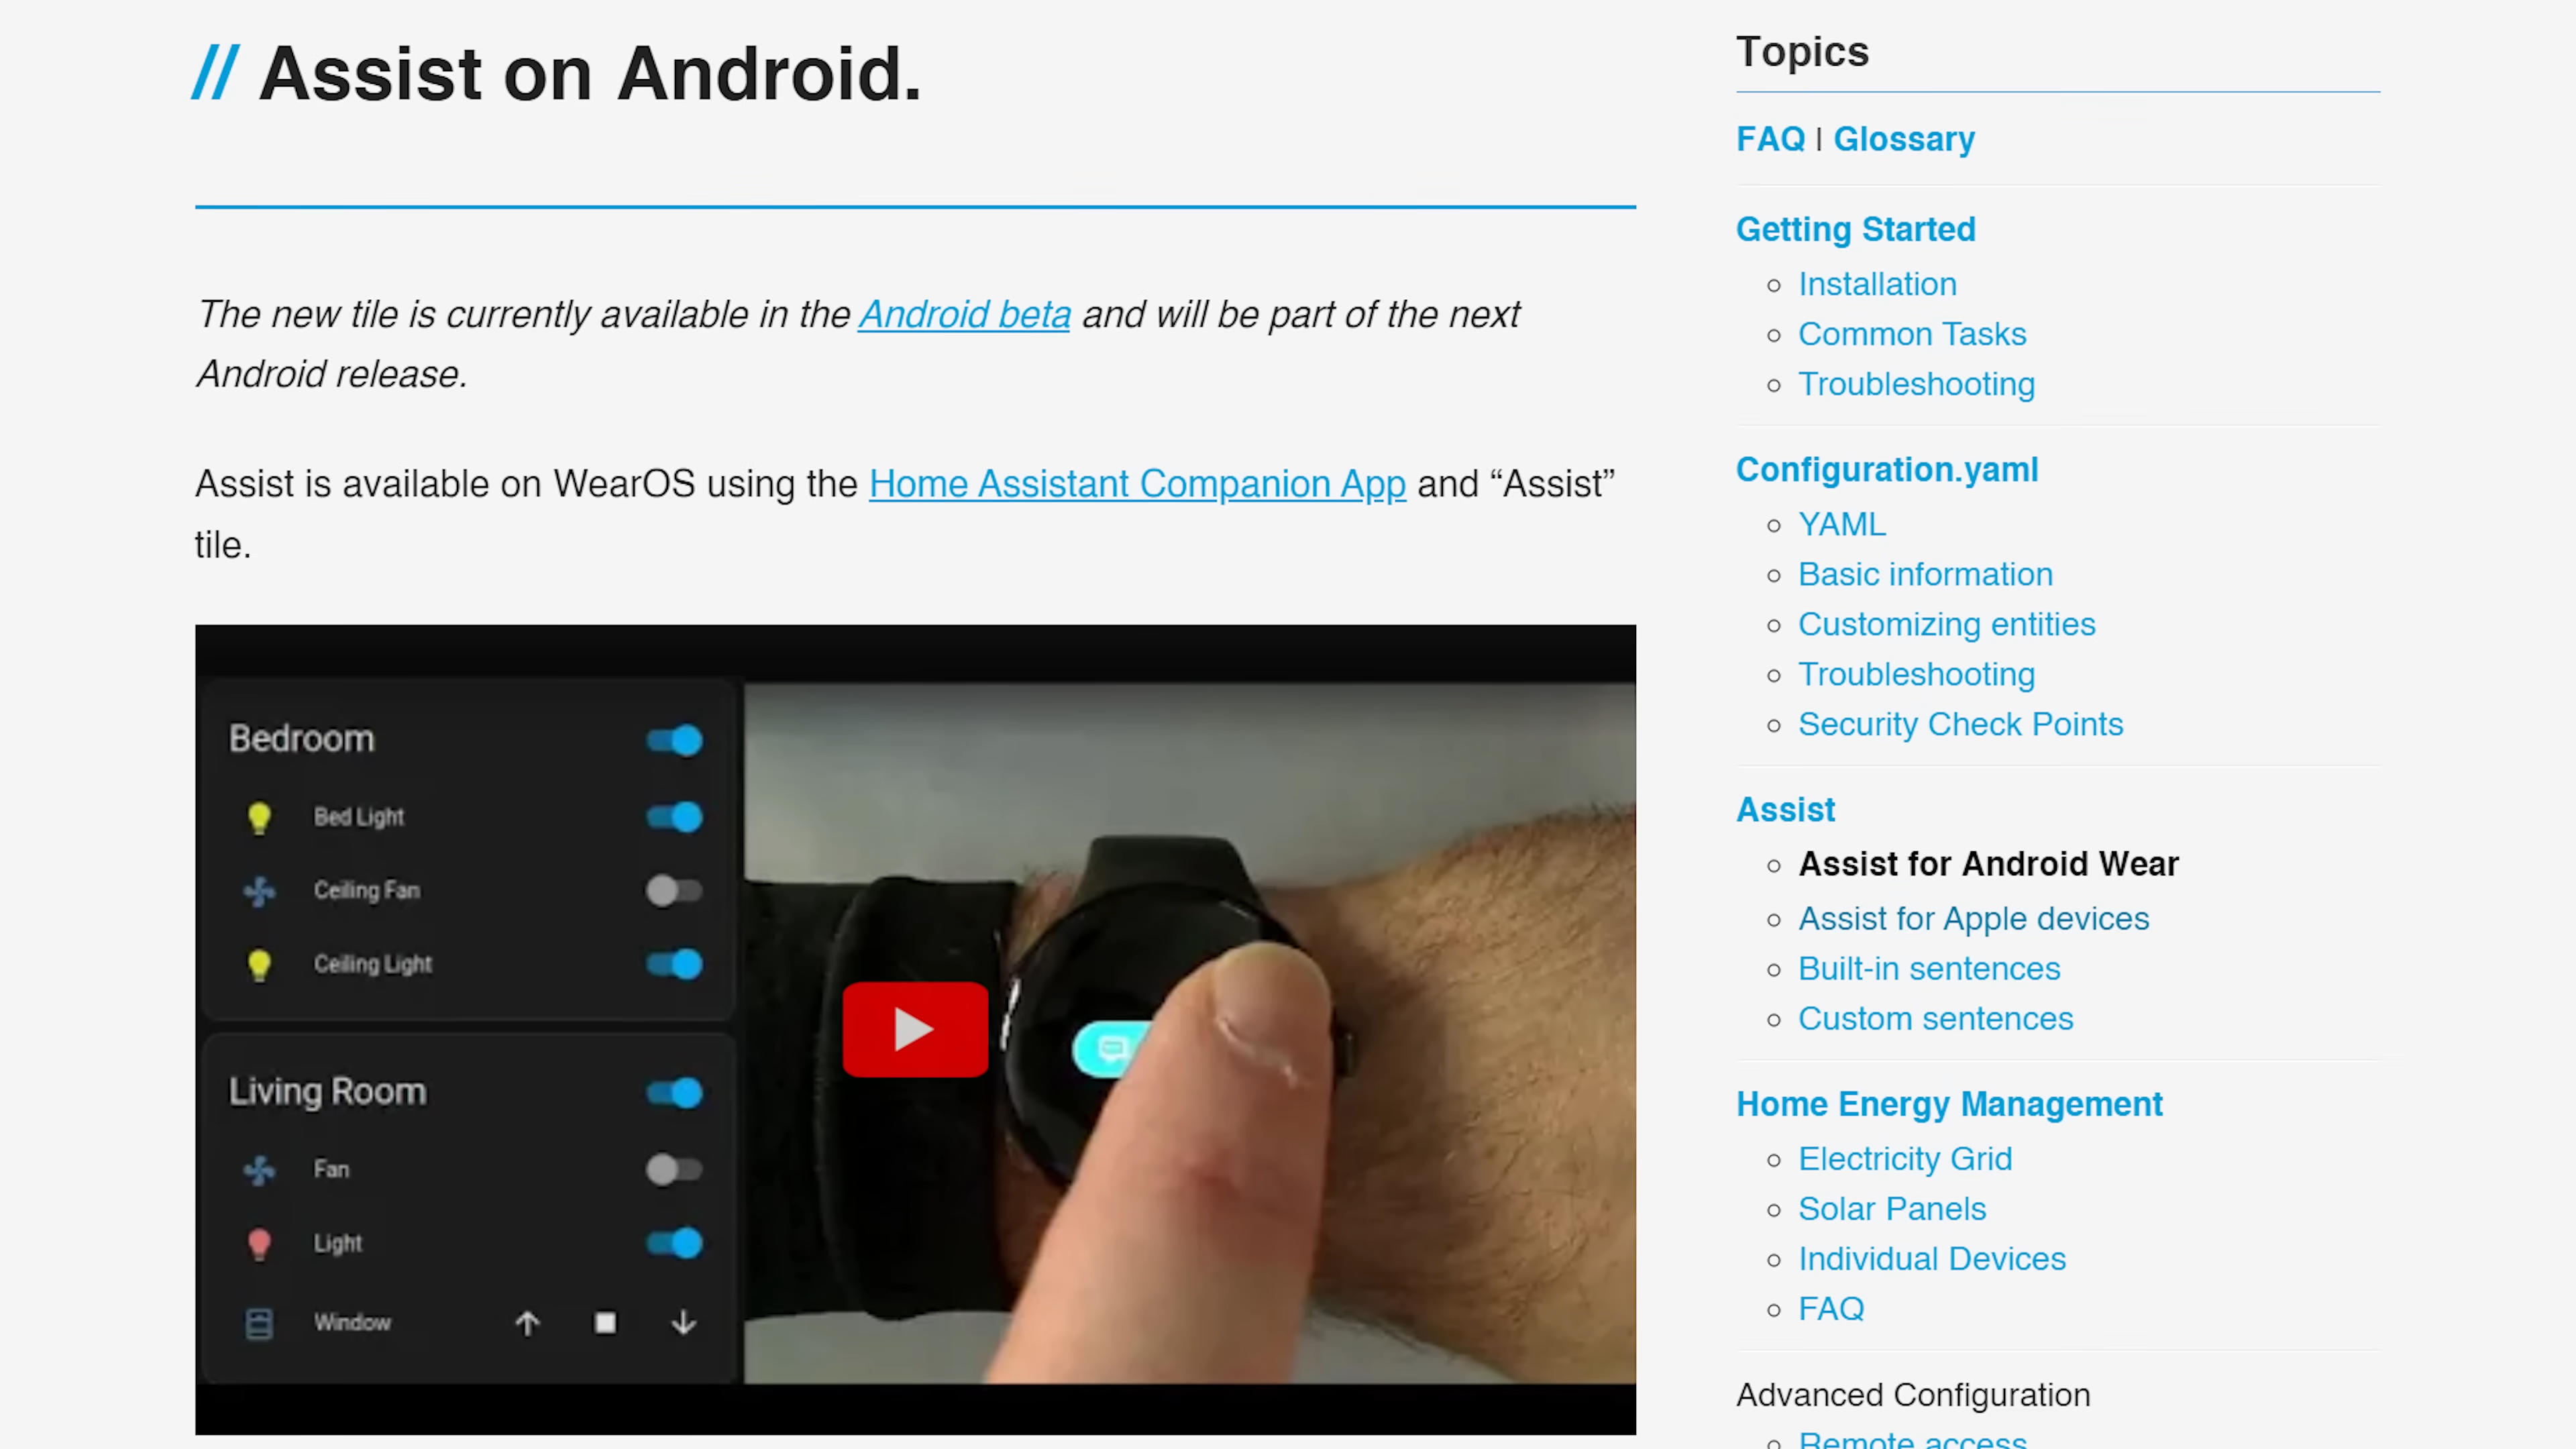 // Assist on Android.
The new tile is currently available in the Android beta and will be part of the next
Android release.
Assist is available on WearOS using the Home Assistant Companion App and “Assist”
tile.
Bedroom
Bed Light
Ceiling Fan
Ceiling Light
Living Room
Fan
Light
Window
Topics
FAQ | Glossary
Getting Started
Installation
Common Tasks
Troubleshooting
Configuration.yaml
YAML
Basic information
Customizing entities
Troubleshooting
Security Check Points
Assist
Assist for Android Wear
Assist for Apple devices
Built-in sentences
Custom sentences
Home Energy Management
Electricity Grid
Solar Panels
Individual Devices
FAQ
Advanced Configuration
Remote access